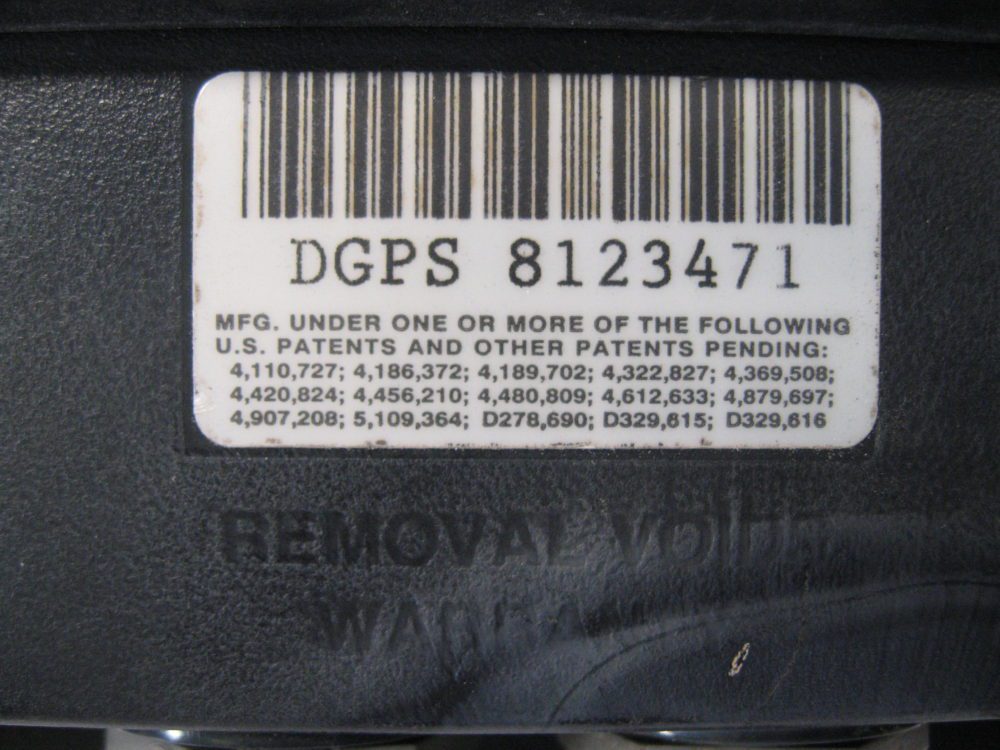 DGPS 8123471
MFG. UNDER ONE OR MORE OF THE FOLLOWING
U.S. PATENTS AND OTHER PATENTS PENDING:
4,110,727; 4,186,372; 4,189,702; 4,322,827; 4,369,508;
4,420,824; 4,456,210; 4,480,809; 4,612,633; 4,879,697;
4,907,208; 5,109,364; D278,690; D329,615; D329,616
REMOVAL VOIDS